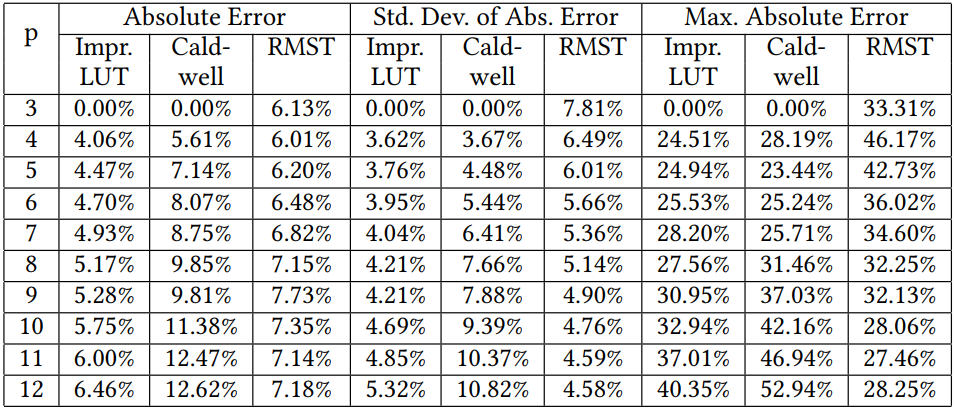 p Absolute Error Std. Dev. of Abs. Error Max. Absolute Error
Impr. Cald- RMST Impr. Cald- RMST Impr. Cald- RMST
LUT well LUT well LUT well
3 0.00% 0.00% 6.13% 0.00% 0.00% 7.81% 0.00% 0.00% 33.31%
4 4.06% 5.61% 6.01% 3.62% 3.67% 6.49% 24.51% 28.19% 46.17%
5 4.47% 7.14% 6.20% 3.76% 4.48% 6.01% 24.94% 23.44% 42.73%
6 4.70% 8.07% 6.48% 3.95% 5.44% 5.66% 25.53% 25.24% 36.02%
7 4.93% 8.75% 6.82% 4.04% 6.41% 5.36% 28.20% 25.71% 34.60%
8 5.17% 9.85% 7.15% 4.21% 7.66% 5.14% 27.56% 31.46% 32.25%
9 5.28% 9.81% 7.73% 4.21% 7.88% 4.90% 30.95% 37.03% 32.13%
10 5.75% 11.38% 7.35% 4.69% 9.39% 4.76% 32.94% 42.16% 28.06%
11 6.00% 12.47% 7.14% 4.85% 10.37% 4.59% 37.01% 46.94% 27.46%
12 6.46% 12.62% 7.18% 5.32% 10.82% 4.58% 40.35% 52.94% 28.25%